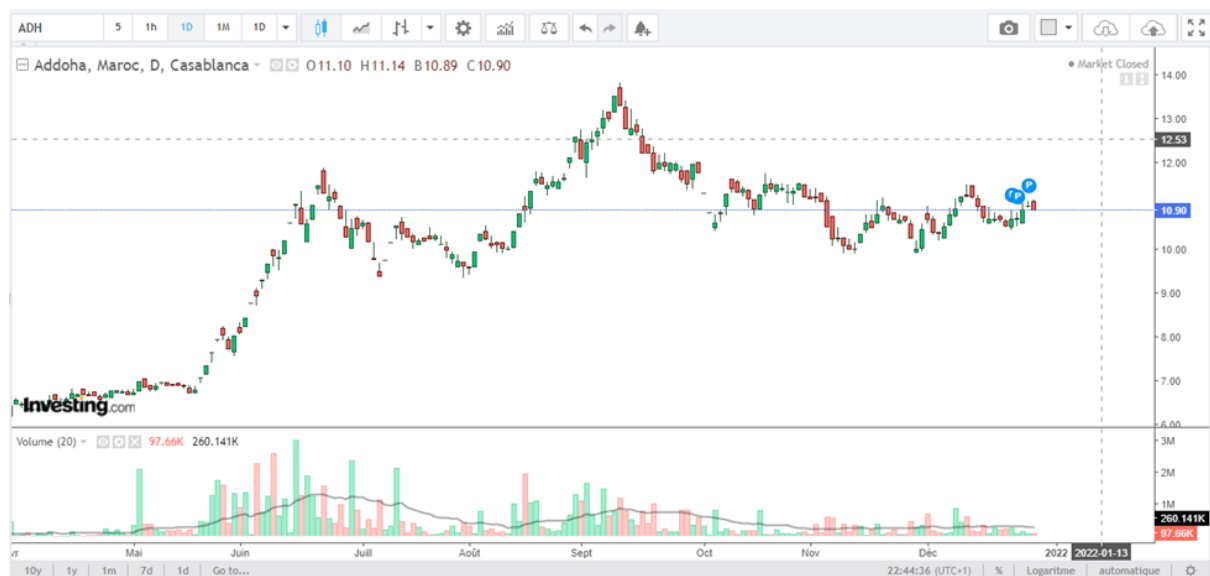 ADH 5 1h 1D 1M 1D
Addoha, Maroc, D, Casablanca O11.10 H11.14 B10.89 C10.90
Market Closed
14.00
13.00
12.53
12.00
P P
10.90
10.00
9.00
8.00
7.00
6.00
Investing.com
Volume (20) 97.66K 260.141K
3M
2M
1M
260.141K
97.66K
Mai Juin Juill Août Sept Oct Nov Déc 2022 2022-01-13
10y 1y 1m 7d 1d Go to... 22:44:36 (UTC+1) % Logaritme automatique